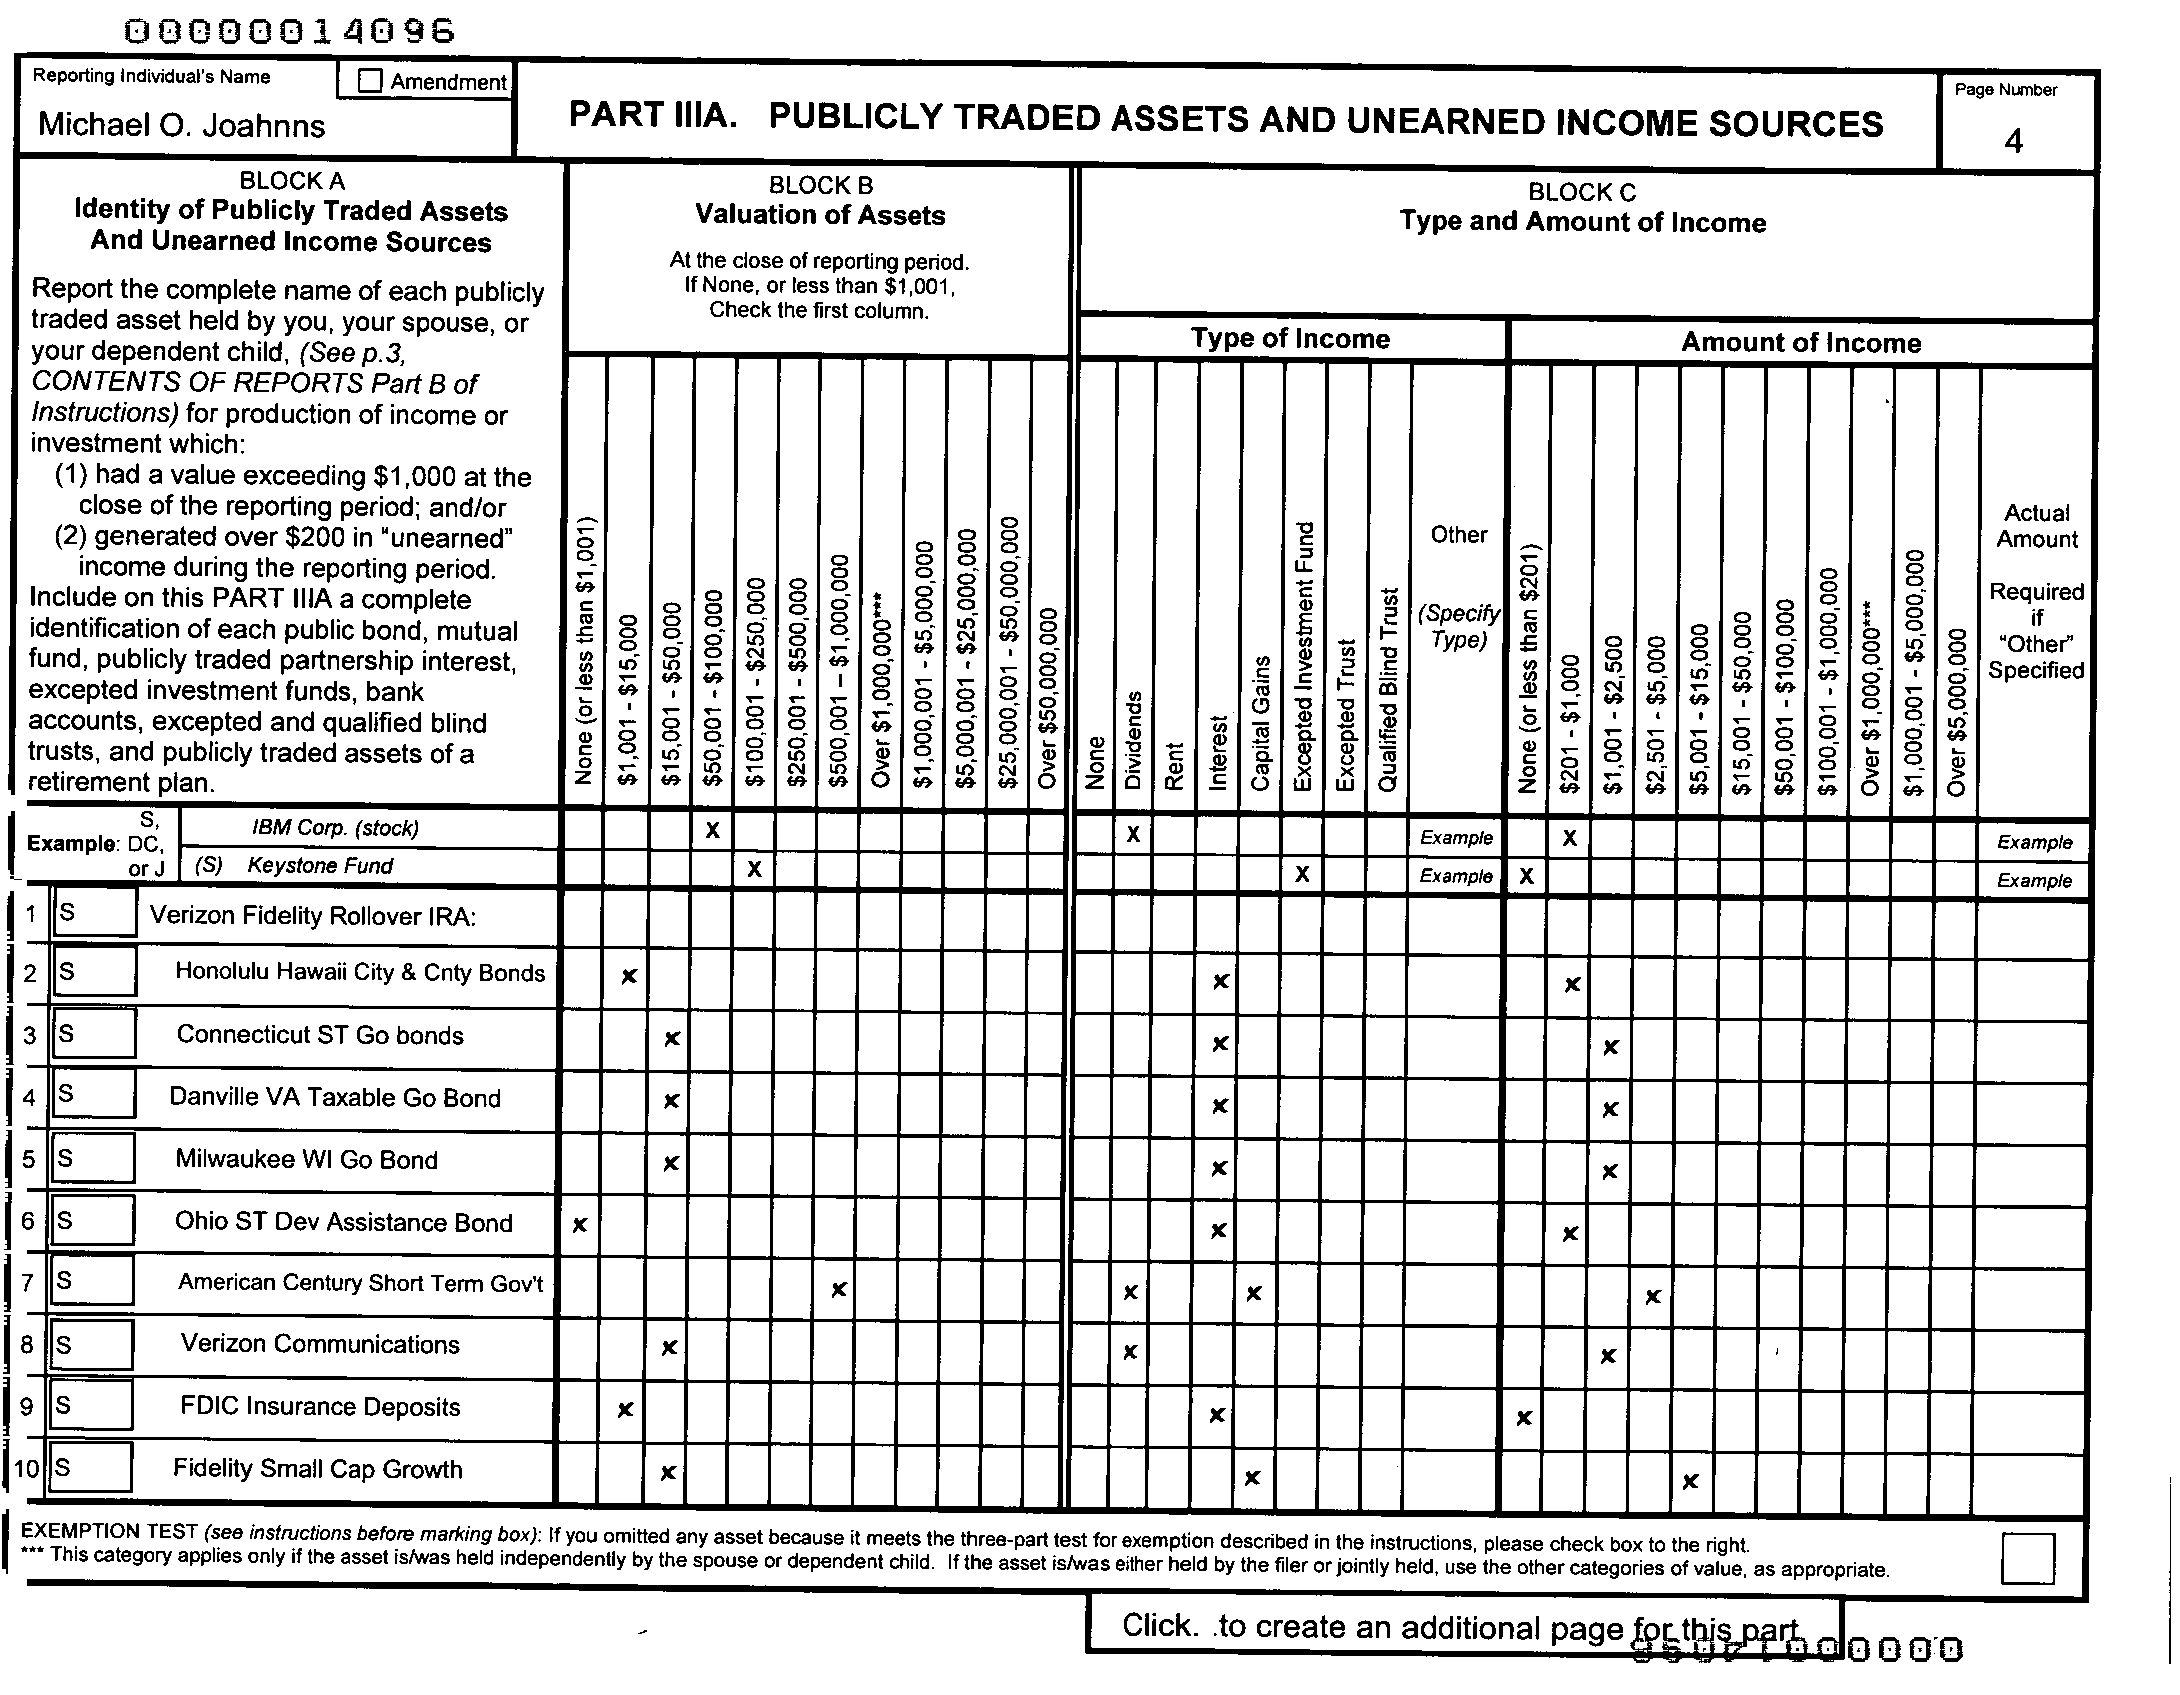 00000014096
Reporting Individual's Name
Amendment
Michael O. Joahnns
PART IIIA. PUBLICLY TRADED ASSETS AND UNEARNED INCOME SOURCES
Page Number
4
BLOCK A
Identity of Publicly Traded Assets
And Unearned Income Sources
Report the complete name of each publicly
traded asset held by you, your spouse, or
your dependent child, (See p.3,
CONTENTS OF REPORTS Part B of
Instructions) for production of income or
investment which:
(1) had a value exceeding $1,000 at the
close of the reporting period; and/or
(2) generated over $200 in "unearned"
income during the reporting period.
Include on this PART IIIA a complete
identification of each public bond, mutual
fund, publicly traded partnership interest,
excepted investment funds, bank
accounts, excepted and qualified blind
trusts, and publicly traded assets of a
retirement plan.
BLOCK B
Valuation of Assets
At the close of reporting period.
If None, or less than $1,001,
Check the first column.
None (or less than $1,001)
$1,001 - $15,000
$15,001 - $50,000
$50,001 - $100,000
$100,001 - $250,000
$250,001 - $500,000
$500,001 – $1,000,000
Over $1,000,000***
$1,000,001 - $5,000,000
$5,000,001 - $25,000,000
$25,000,001 - $50,000,000
Over $50,000,000
BLOCK C
Type and Amount of Income
Type of Income
None
Dividends
Rent
Interest
Capital Gains
Excepted Investment Fund
Excepted Trust
Qualified Blind Trust
Other
(Specify
Type)
Amount of Income
None (or less than $201)
$201 - $1,000
$1,001 - $2,500
$2,501 - $5,000
$5,001 - $15,000
$15,001 - $50,000
$50,001 - $100,000
$100,001 - $1,000,000
Over $1,000,000***
$1,000,001 - $5,000,000
Over $5,000,000
Actual
Amount
Required
if
"Other"
Specified
Example: S, DC, or J
IBM Corp. (stock) X X Example X Example
(S) Keystone Fund X X Example X Example
1 S Verizon Fidelity Rollover IRA:
2 S Honolulu Hawaii City & Cnty Bonds x x x
3 S Connecticut ST Go bonds x x x
4 S Danville VA Taxable Go Bond x x x
5 S Milwaukee WI Go Bond x x x
6 S Ohio ST Dev Assistance Bond x x x
7 S American Century Short Term Gov't x x x x
8 S Verizon Communications x x x
9 S FDIC Insurance Deposits x x x
10 S Fidelity Small Cap Growth x x x
EXEMPTION TEST (see instructions before marking box): If you omitted any asset because it meets the three-part test for exemption described in the instructions, please check box to the right.
*** This category applies only if the asset is/was held independently by the spouse or dependent child. If the asset is/was either held by the filer or jointly held, use the other categories of value, as appropriate.
Click. .to create an additional page for this part